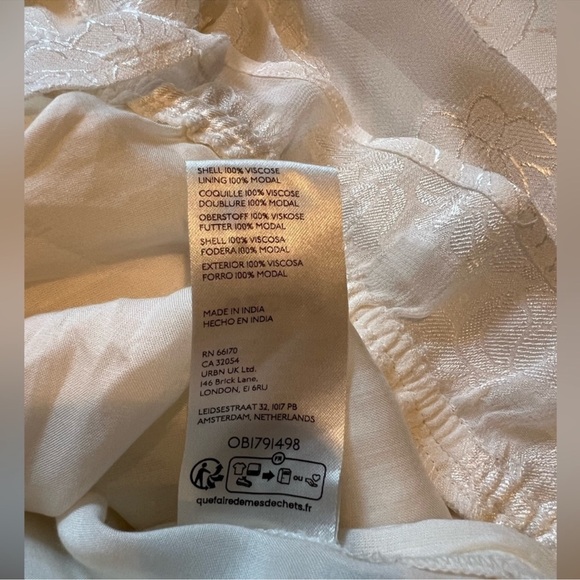 SHELL 100% VISCOSE
LINING 100% MODAL
COQUILLE 100% VISCOSE
DOUBLURE 100% MODAL
OBERSTOFF 100% VISKOSE
FUTTER 100% MODAL
SHELL 100% VISCOSA
FODERA 100% MODAL
EXTERIOR 100% VISCOSA
FORRO 100% MODAL
MADE IN INDIA
HECHO EN INDIA
RN 66170
CA 32054
URBN UK Ltd.
146 Brick Lane,
LONDON, E1 6RU
LEIDSESTRAAT 32, 1017 PB
AMSTERDAM, NETHERLANDS
OB1791498
FR
OU
quefairedemesdechets.fr